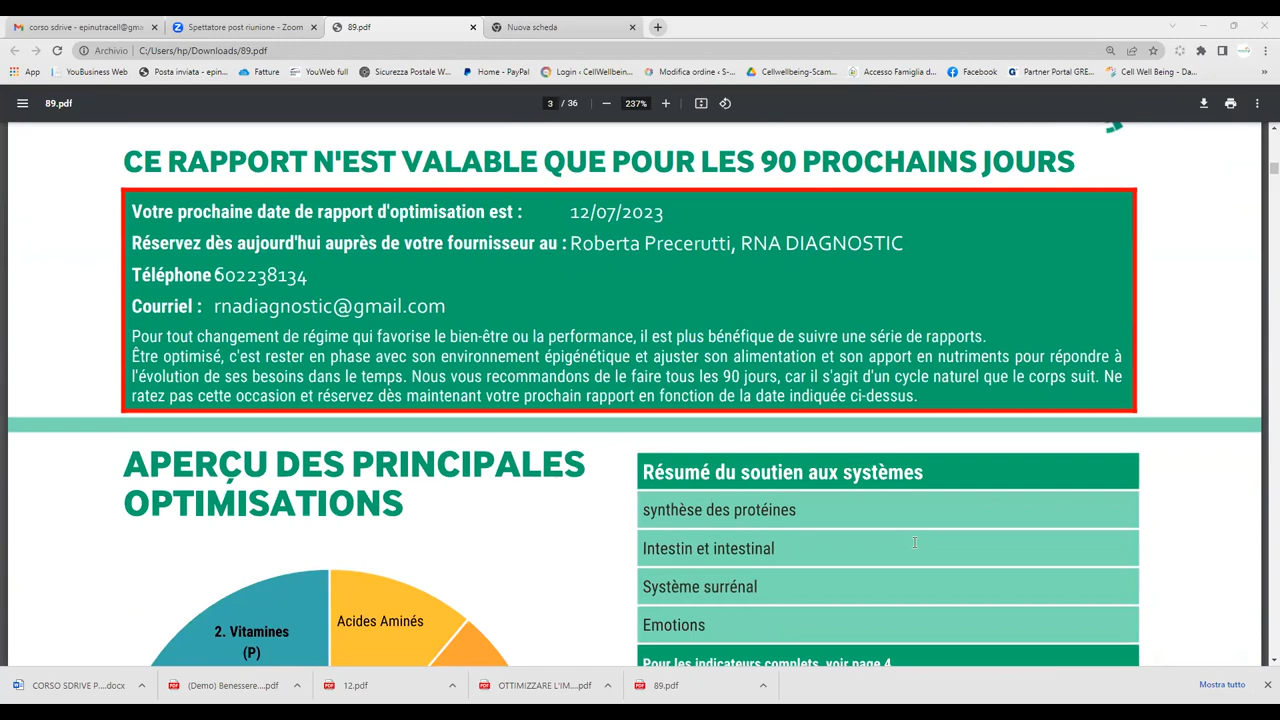 corso sdrive - epinutracell@gma
Spettatore post riunione - Zoom
89.pdf
Nuova scheda
Archivio
C:/Users/hp/Downloads/89.pdf
App
YouBusiness Web
Posta inviata - epin...
Fatture
YouWeb full
Sicurezza Postale W...
Home - PayPal
Login ‹ CellWellbein...
Modifica ordine ‹ S-...
Cellwellbeing-Scam...
Accesso Famiglia d...
Facebook
Partner Portal GRE...
Cell Well Being - Da...
89.pdf
3 / 36
237%
CE RAPPORT N'EST VALABLE QUE POUR LES 90 PROCHAINS JOURS
Votre prochaine date de rapport d'optimisation est : 12/07/2023
Réservez dès aujourd'hui auprès de votre fournisseur au : Roberta Precerutti, RNA DIAGNOSTIC
Téléphone 602238134
Courriel : rnadiagnostic@gmail.com
Pour tout changement de régime qui favorise le bien-être ou la performance, il est plus bénéfique de suivre une série de rapports.
Être optimisé, c'est rester en phase avec son environnement épigénétique et ajuster son alimentation et son apport en nutriments pour répondre à
l'évolution de ses besoins dans le temps. Nous vous recommandons de le faire tous les 90 jours, car il s'agit d'un cycle naturel que le corps suit. Ne
ratez pas cette occasion et réservez dès maintenant votre prochain rapport en fonction de la date indiquée ci-dessus.
APERÇU DES PRINCIPALES
OPTIMISATIONS
2. Vitamines
(P)
Acides Aminés
Résumé du soutien aux systèmes
synthèse des protéines
Intestin et intestinal
Système surrénal
Emotions
Pour les indicateurs complets, voir page 4
CORSO SDRIVE P....docx
(Demo) Benessere....pdf
12.pdf
OTTIMIZZARE L'IM....pdf
89.pdf
Mostra tutto